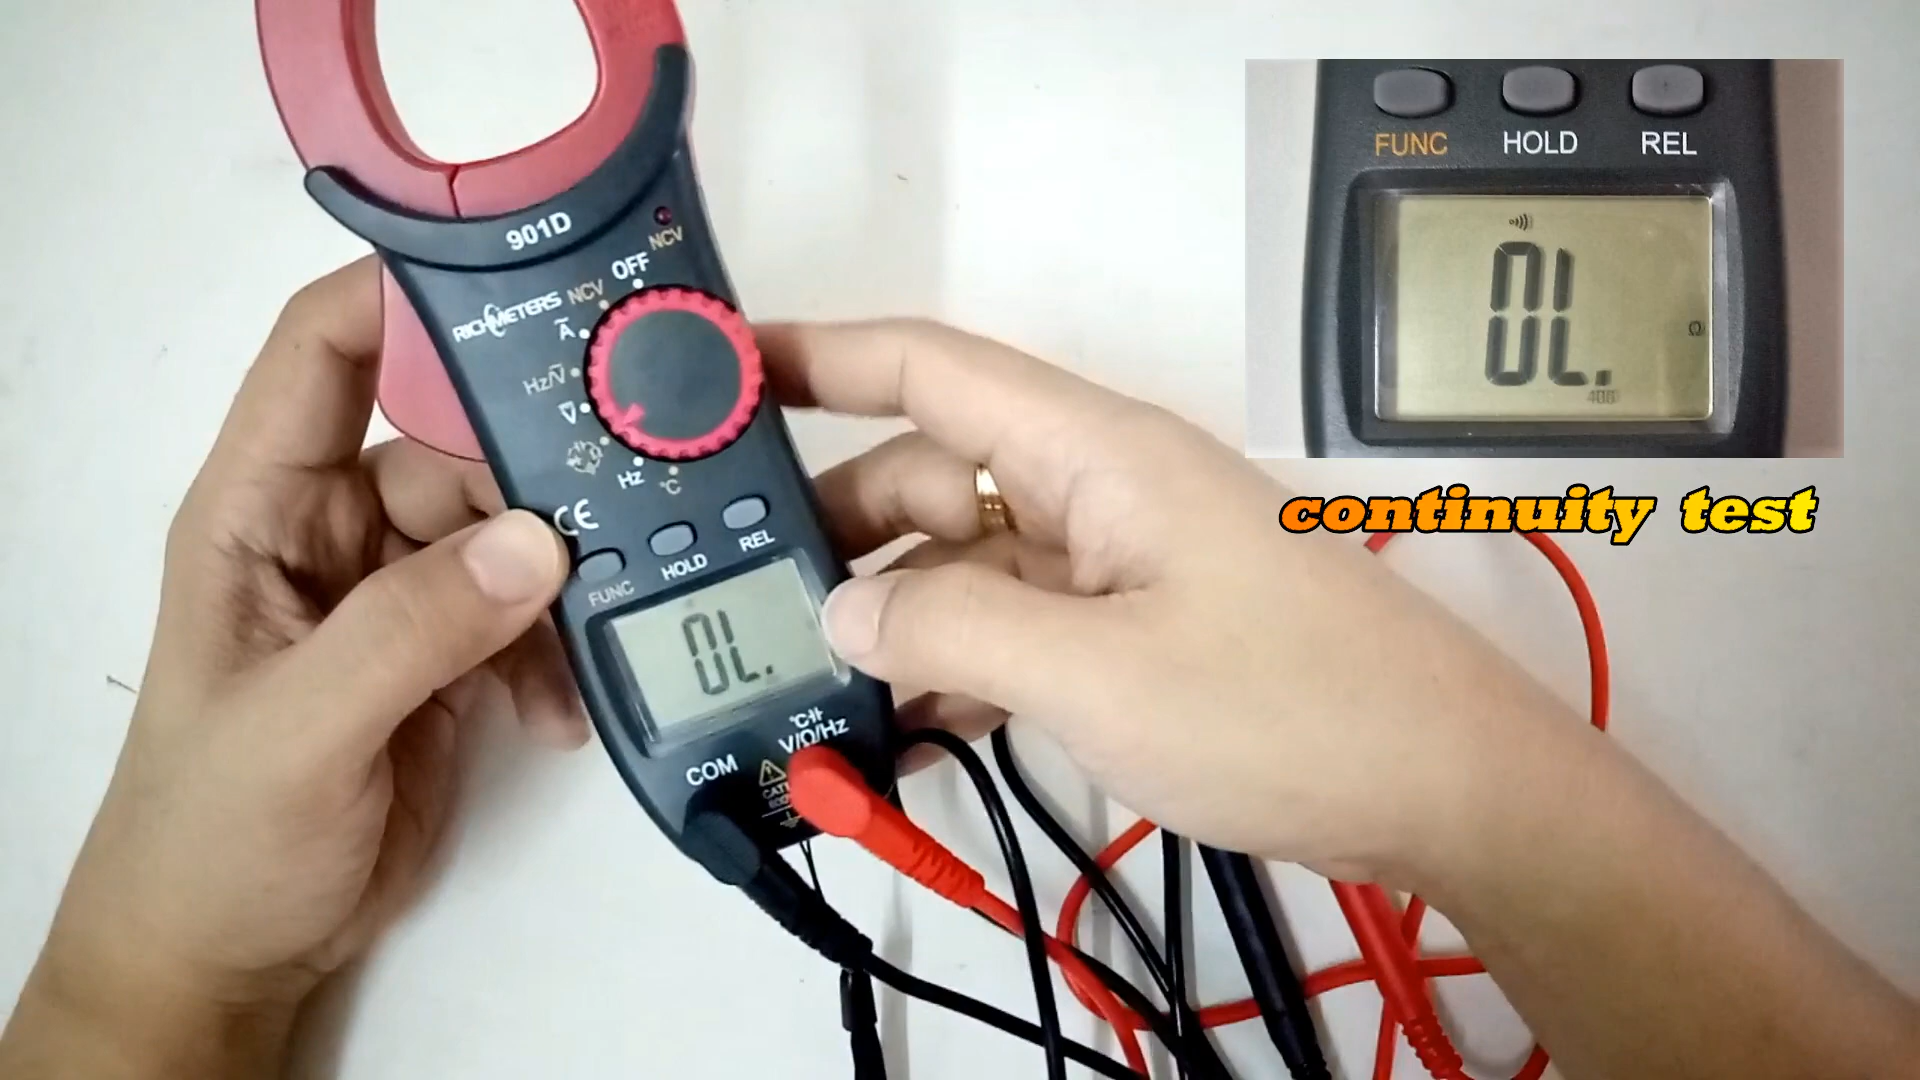 901D
NCV
OFF
NCV
RICHMETERS
A
Hz/V
V
Hz
°C
CE
FUNC
HOLD
REL
OL.
V/Ω/Hz
COM
FUNC
HOLD
REL
OL.
Ω
continuity test